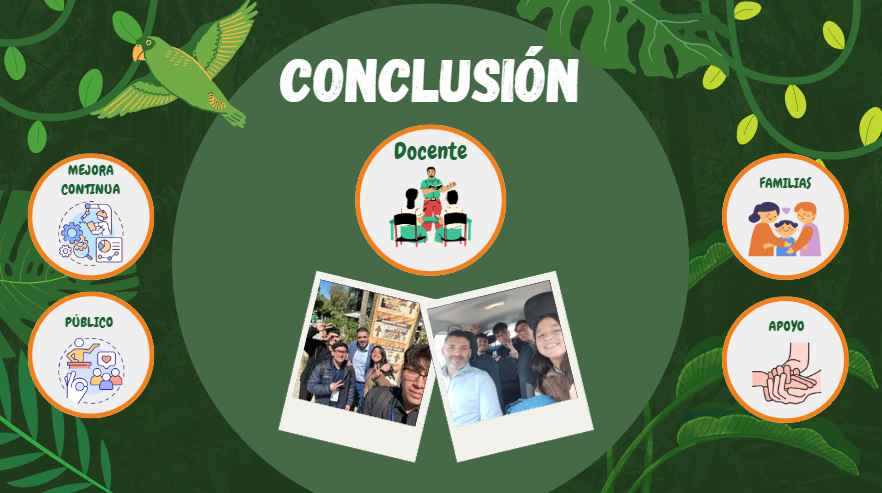 CONCLUSIÓN
Docente
MEJORA
CONTINUA
FAMILIAS
PÚBLICO
APOYO